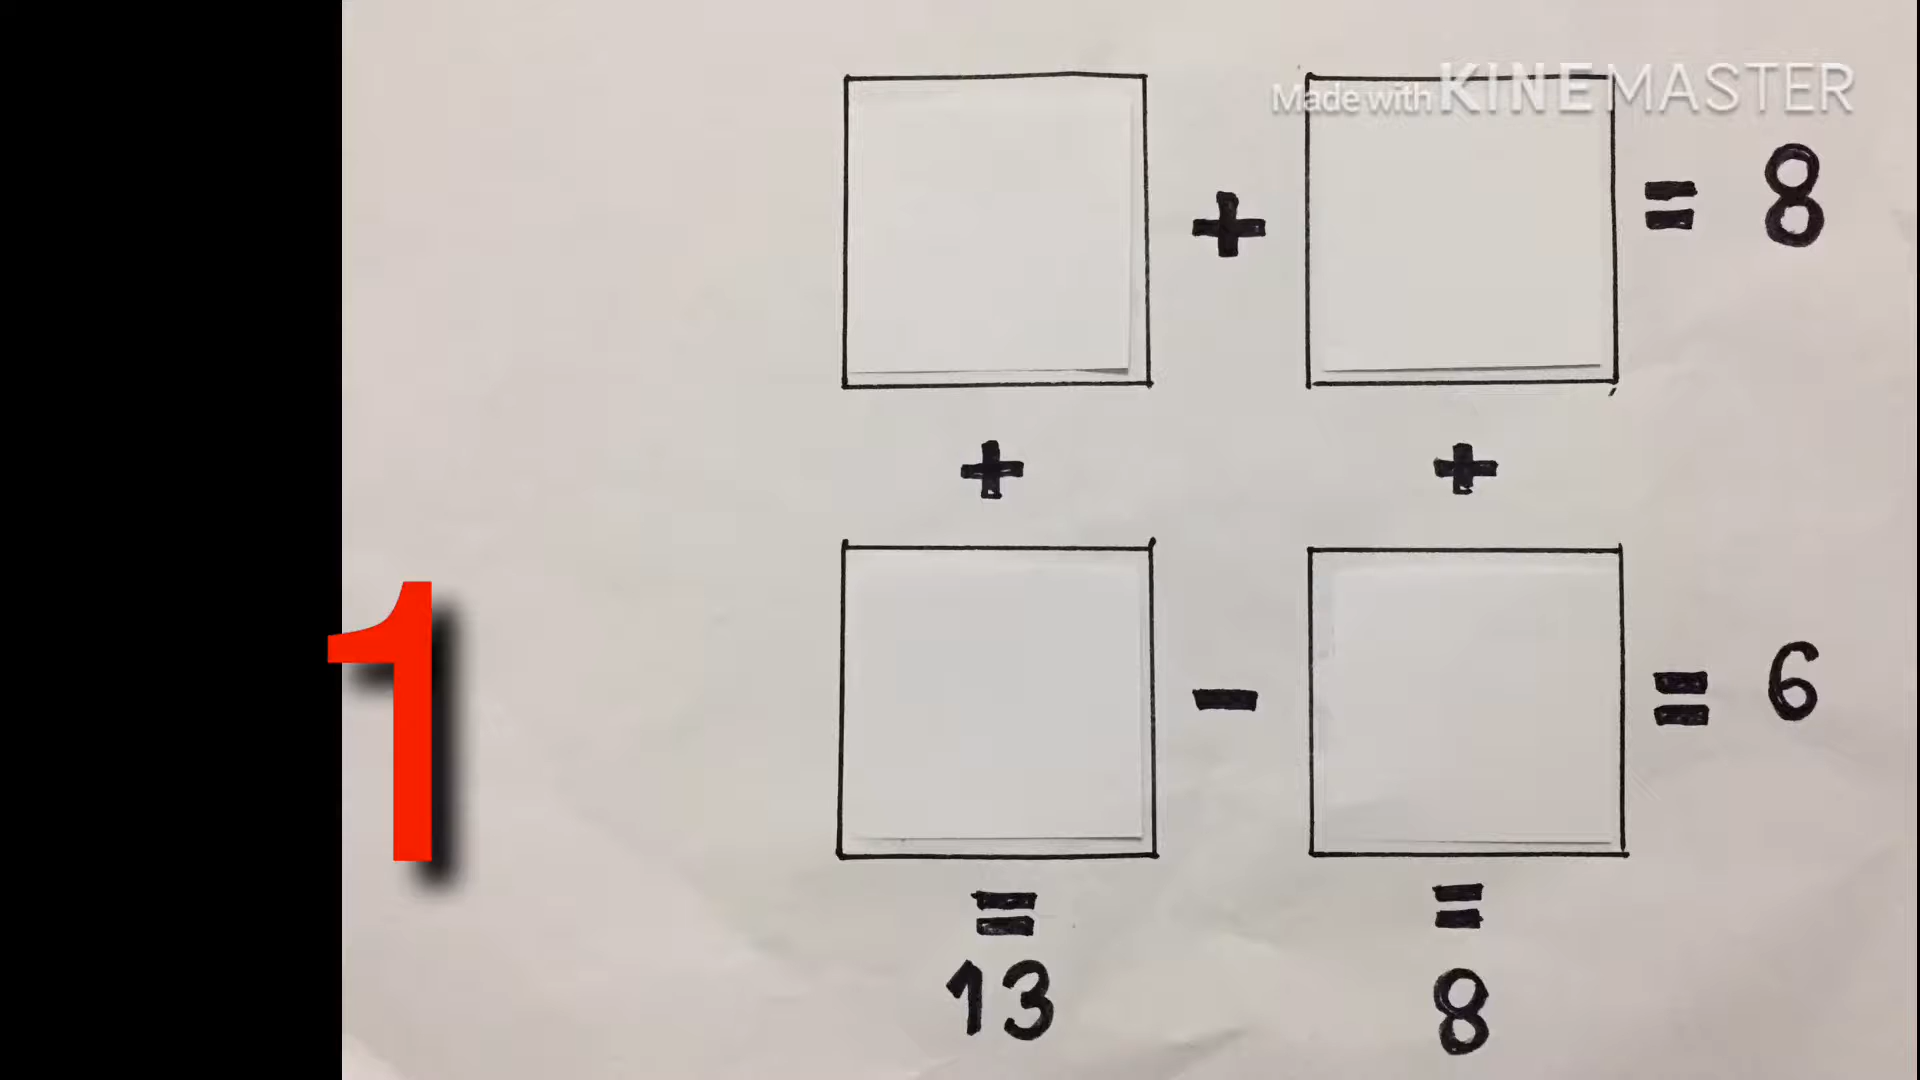 Made with KINEMASTER
+ = 8
+ +
1
- = 6
= =
13 8